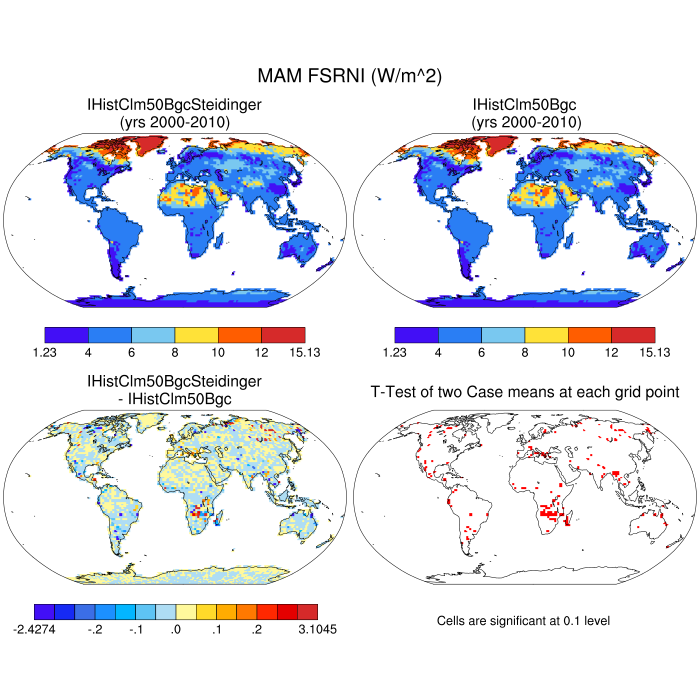 MAM FSRNI (W/m^2)
IHistClm50BgcSteidinger
(yrs 2000-2010)
IHistClm50Bgc
(yrs 2000-2010)
1.23 4 6 8 10 12 15.13
1.23 4 6 8 10 12 15.13
IHistClm50BgcSteidinger
- IHistClm50Bgc
T-Test of two Case means at each grid point
-2.4274 -.2 -.1 .0 .1 .2 3.1045
Cells are significant at 0.1 level